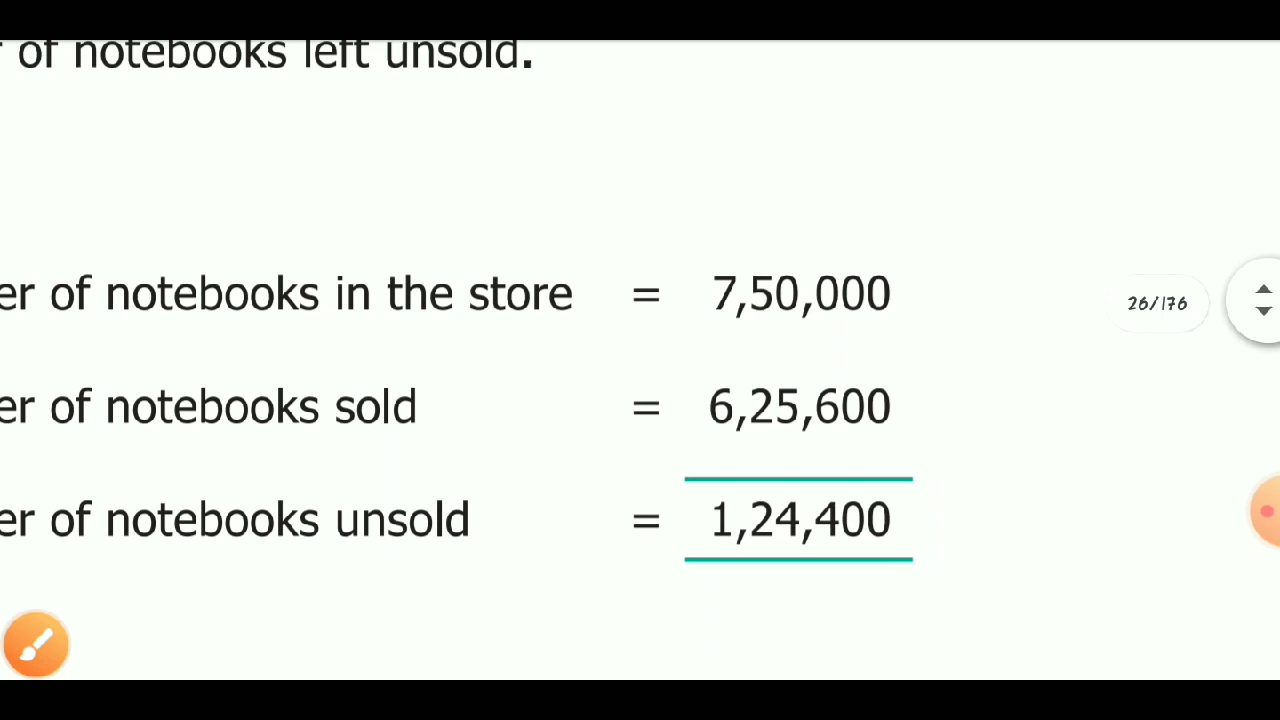 of notebooks left unsold.
er of notebooks in the store = 7,50,000
26/176
er of notebooks sold = 6,25,600
er of notebooks unsold = 1,24,400